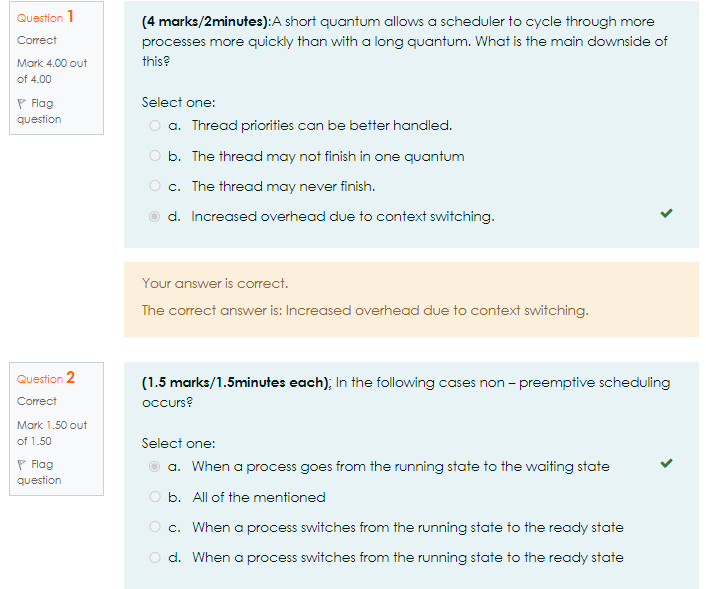 Question 1
Correct
Mark 4.00 out
of 4.00
Flag
question
(4 marks/2minutes):A short quantum allows a scheduler to cycle through more
processes more quickly than with a long quantum. What is the main downside of
this?
Select one:
a. Thread priorities can be better handled.
b. The thread may not finish in one quantum
c. The thread may never finish.
d. Increased overhead due to context switching.
Your answer is correct.
The correct answer is: Increased overhead due to context switching.
Question 2
Correct
Mark 1.50 out
of 1.50
Flag
question
(1.5 marks/1.5minutes each); In the following cases non – preemptive scheduling
occurs?
Select one:
a. When a process goes from the running state to the waiting state
b. All of the mentioned
c. When a process switches from the running state to the ready state
d. When a process switches from the running state to the ready state